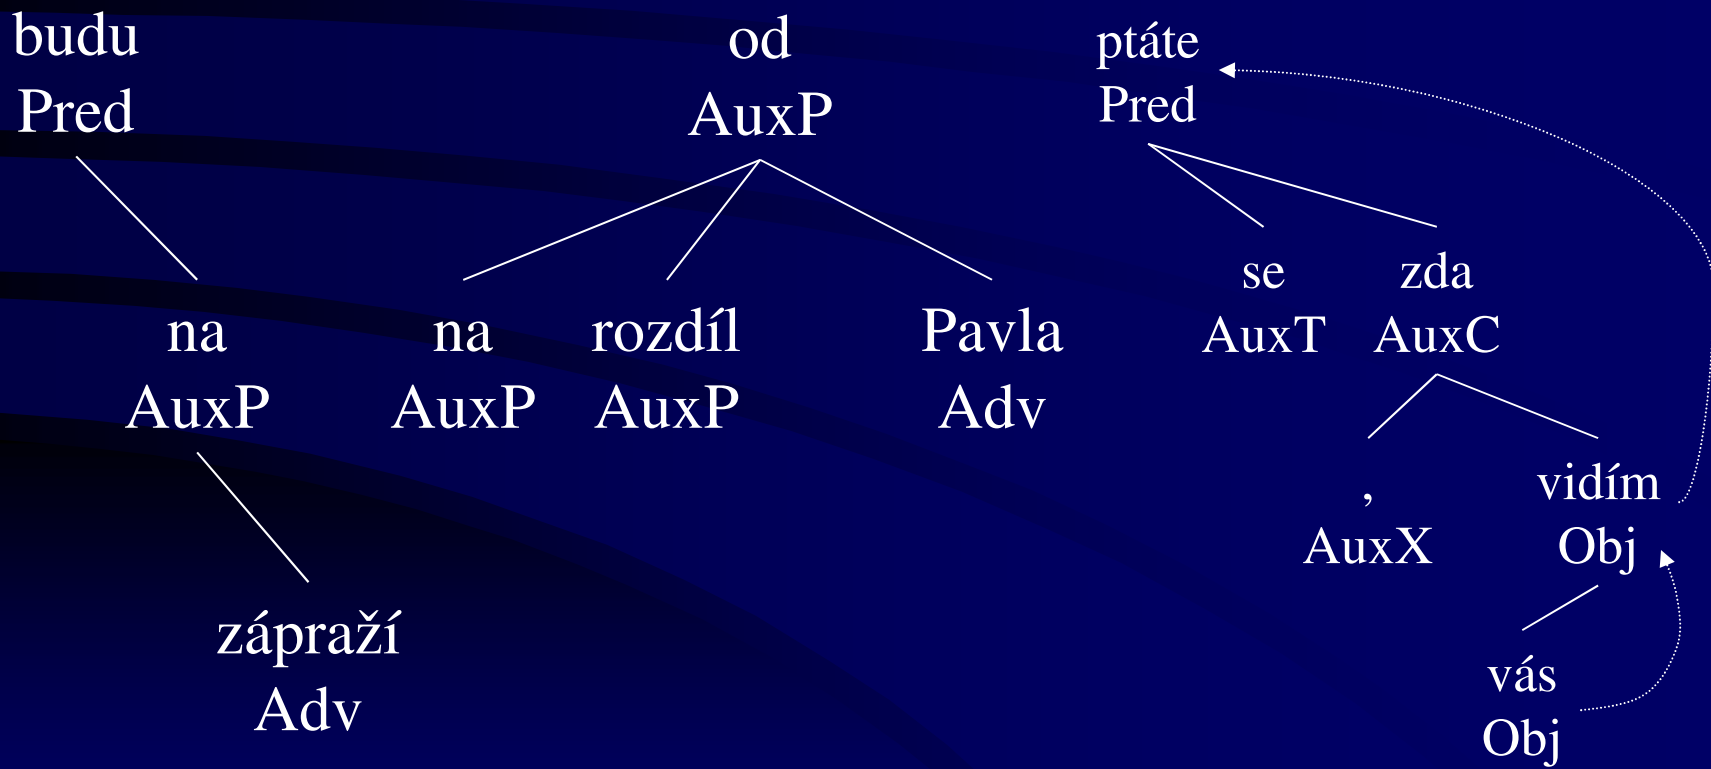 budu
Pred
na
AuxP
zápraží
Adv
od
AuxP
na
AuxP
rozdíl
AuxP
Pavla
Adv
ptáte
Pred
se
AuxT
zda
AuxC
,
AuxX
vidím
Obj
vás
Obj